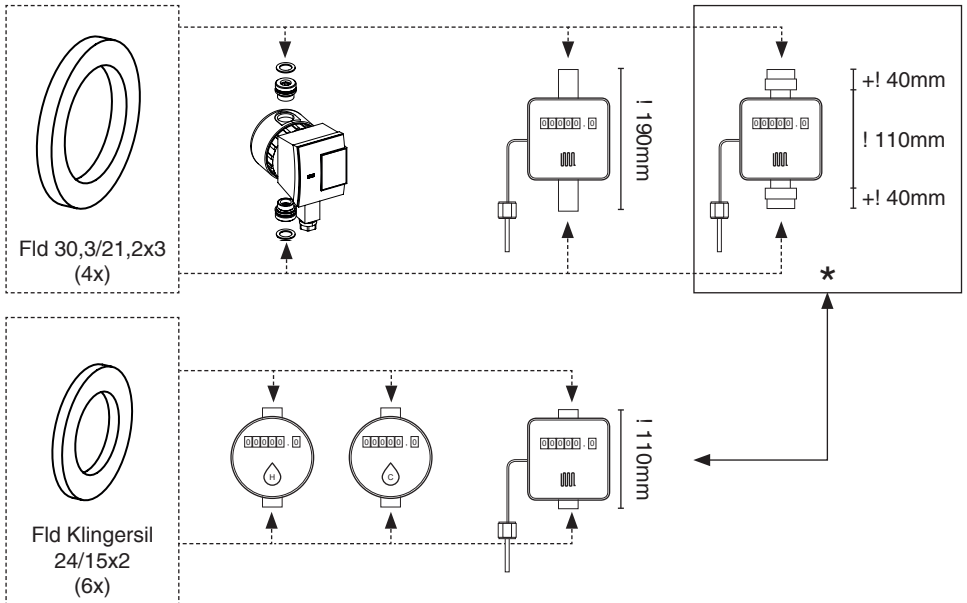 Fld 30,3/21,2x3
(4x)
00000.0
! 190mm
00000.0
+! 40mm
! 110mm
+! 40mm
*
Fld Klingersil
24/15x2
(6x)
00000.0
H
00000.0
C
00000.0
! 110mm